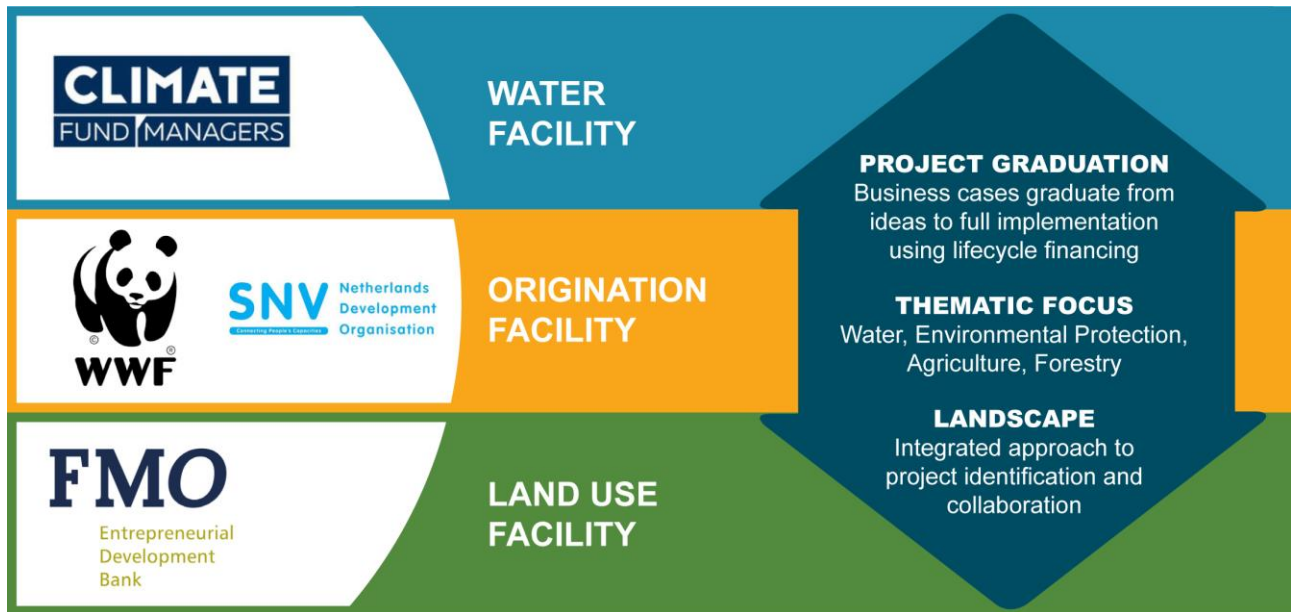 CLIMATE
FUND MANAGERS
WATER
FACILITY
WWF
©
®
SNV
Connecting People's Capacities
Netherlands
Development
Organisation
ORIGINATION
FACILITY
FMO
Entrepreneurial
Development
Bank
LAND USE
FACILITY
PROJECT GRADUATION
Business cases graduate from
ideas to full implementation
using lifecycle financing
THEMATIC FOCUS
Water, Environmental Protection,
Agriculture, Forestry
LANDSCAPE
Integrated approach to
project identification and
collaboration